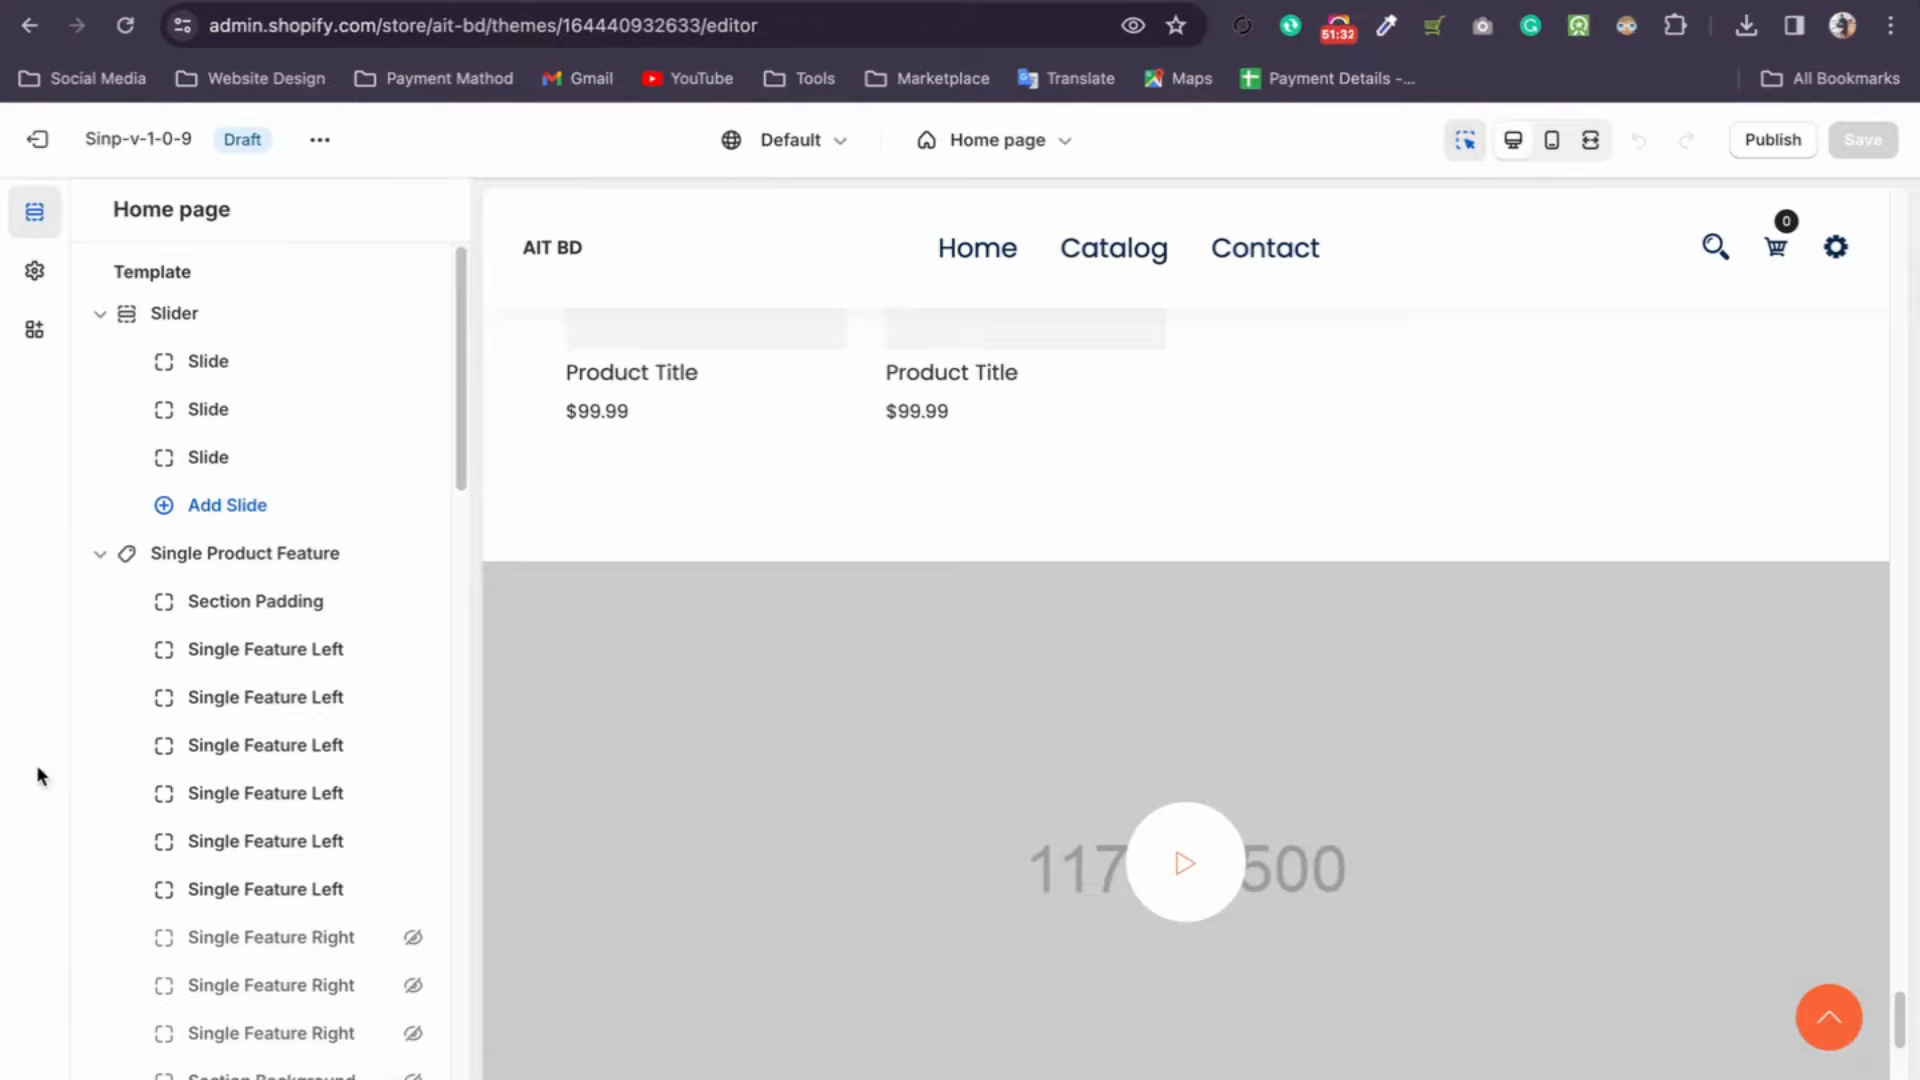 admin.shopify.com/store/ait-bd/themes/164440932633/editor
51:32
Social Media
Website Design
Payment Mathod
Gmail
YouTube
Tools
Marketplace
Translate
Maps
Payment Details -...
All Bookmarks
Sinp-v-1-0-9
Draft
Default
Home page
Publish
Save
Home page
Template
Slider
Slide
Slide
Slide
Add Slide
Single Product Feature
Section Padding
Single Feature Left
Single Feature Left
Single Feature Left
Single Feature Left
Single Feature Left
Single Feature Left
Single Feature Right
Single Feature Right
Single Feature Right
Section Background
AIT BD
Home
Catalog
Contact
0
Product Title
$99.99
Product Title
$99.99
117
500